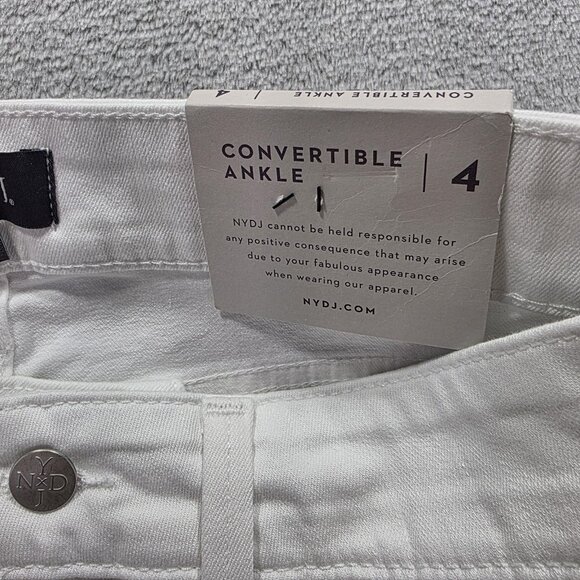 CONVERTIBLE ANKLE | 4
CONVERTIBLE
ANKLE | 4
NYDJ cannot be held responsible for
any positive consequence that may arise
due to your fabulous appearance
when wearing our apparel.
NYDJ.COM
J®
NYDJ